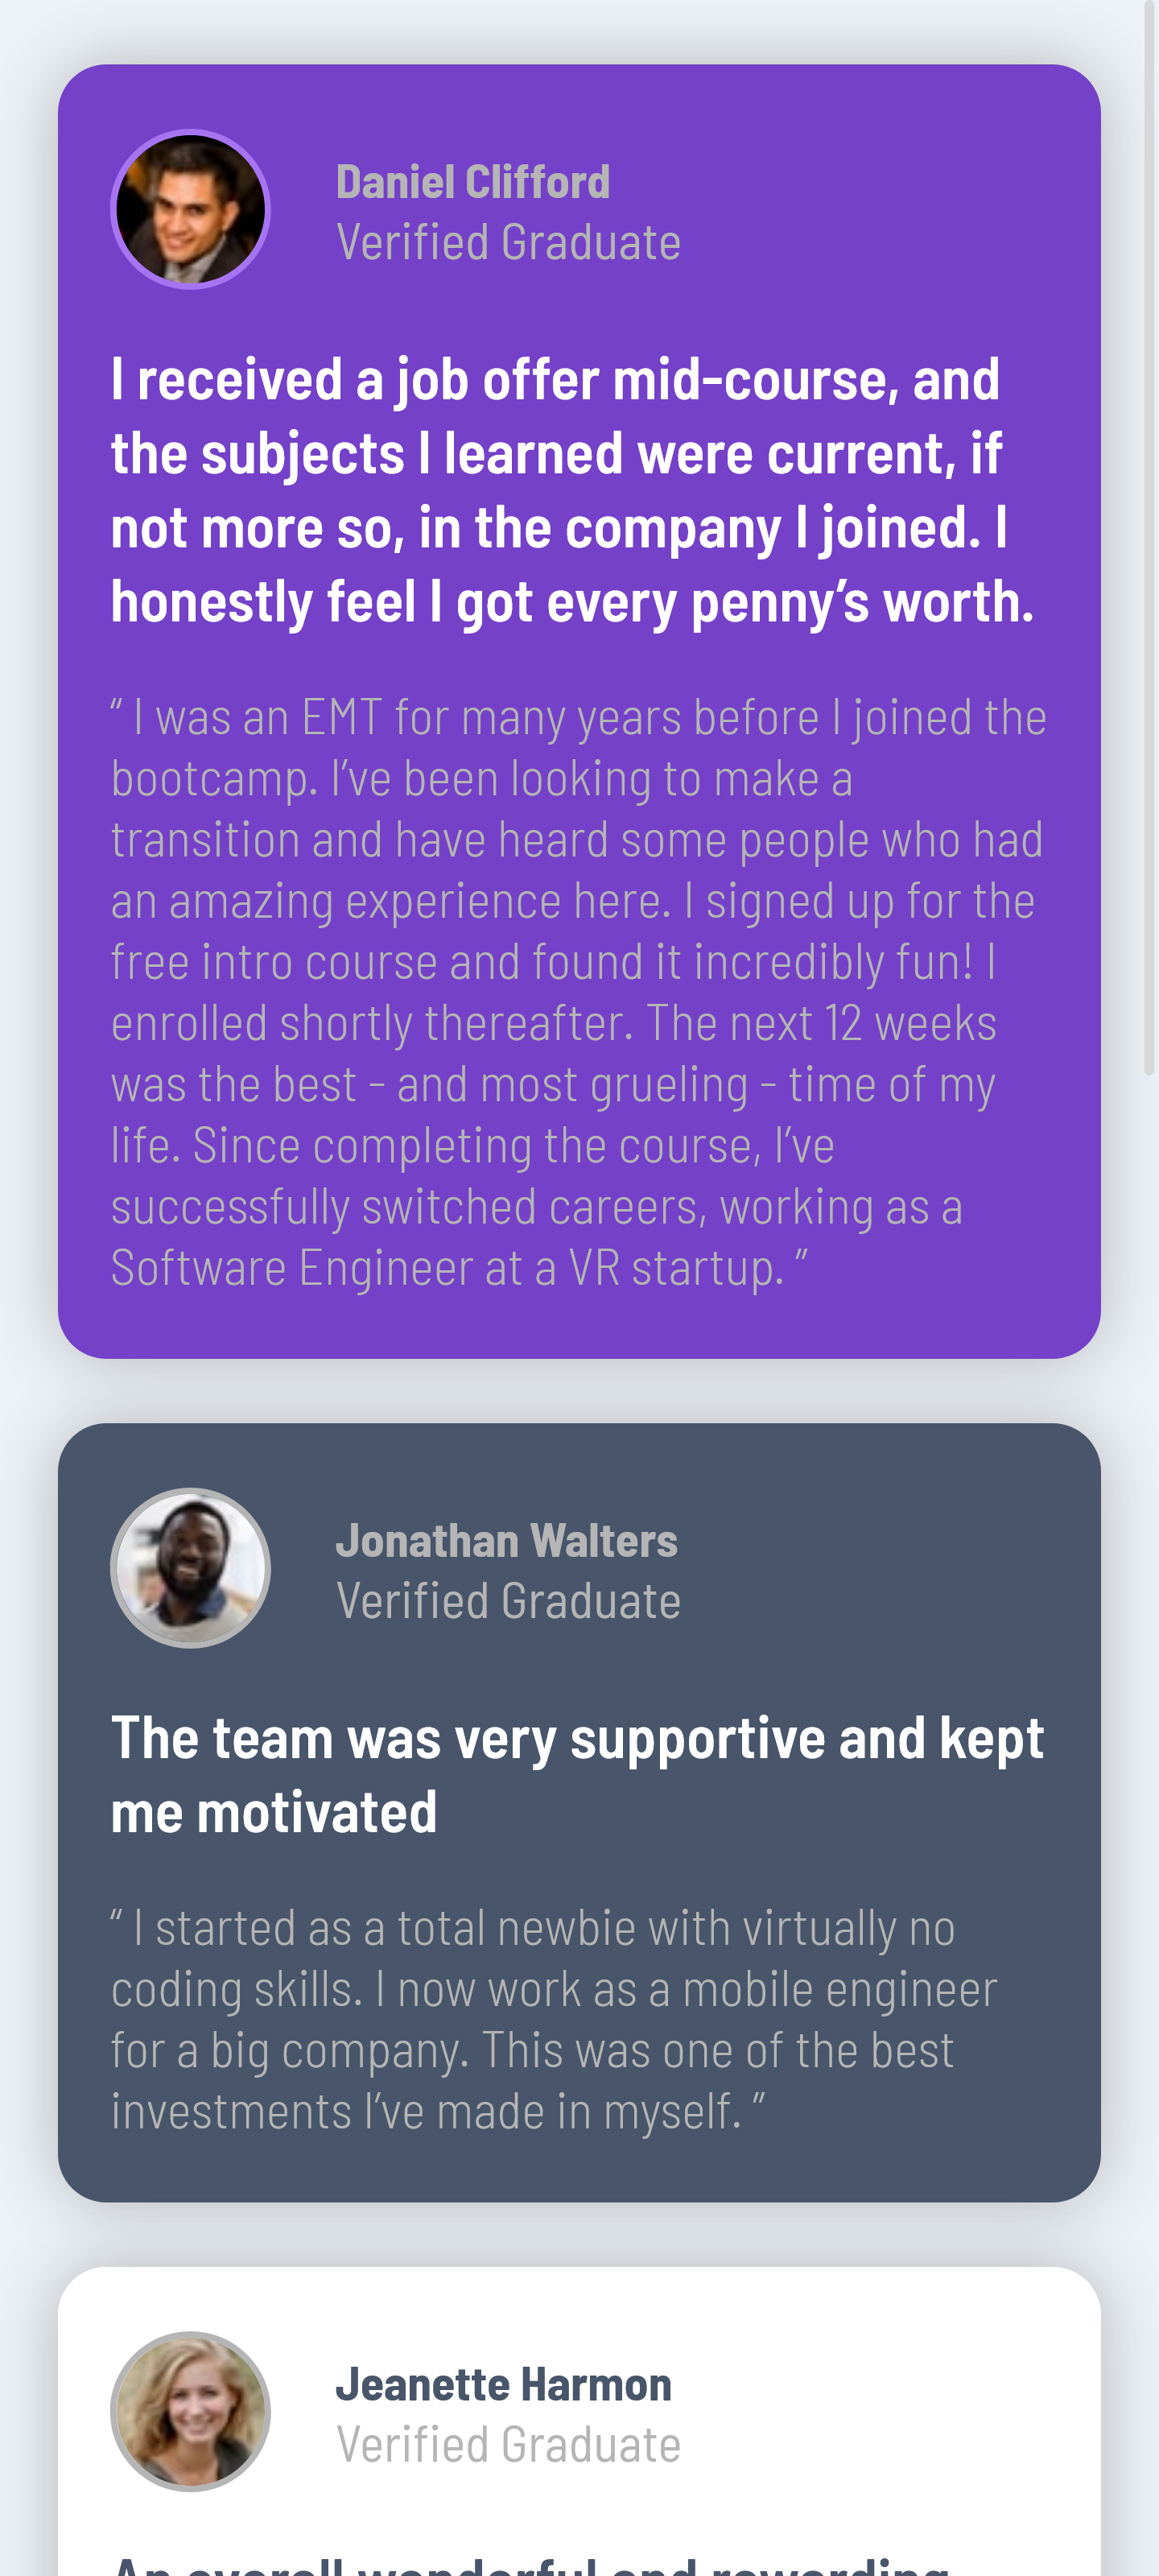 Daniel Clifford
Verified Graduate
I received a job offer mid-course, and
the subjects I learned were current, if
not more so, in the company I joined. I
honestly feel I got every penny’s worth.
“ I was an EMT for many years before I joined the
bootcamp. I’ve been looking to make a
transition and have heard some people who had
an amazing experience here. I signed up for the
free intro course and found it incredibly fun! I
enrolled shortly thereafter. The next 12 weeks
was the best - and most grueling - time of my
life. Since completing the course, I’ve
successfully switched careers, working as a
Software Engineer at a VR startup. ”
Jonathan Walters
Verified Graduate
The team was very supportive and kept
me motivated
“ I started as a total newbie with virtually no
coding skills. I now work as a mobile engineer
for a big company. This was one of the best
investments I’ve made in myself. ”
Jeanette Harmon
Verified Graduate
An overall wonderful and rewarding